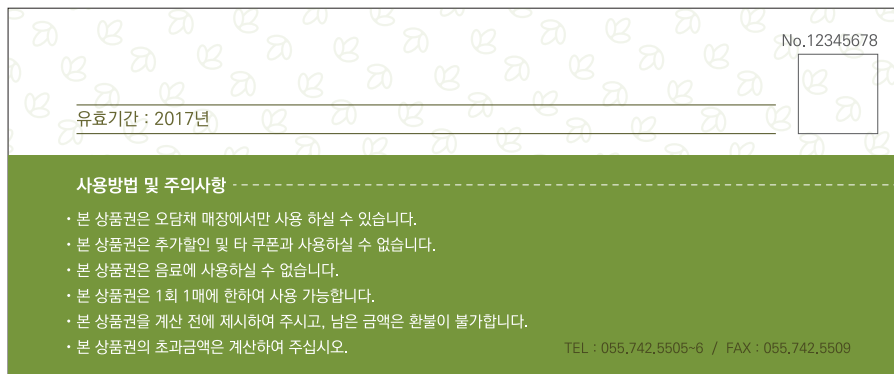 No.12345678
유효기간 : 2017년
사용방법 및 주의사항
· 본 상품권은 오담채 매장에서만 사용 하실 수 있습니다.
· 본 상품권은 추가할인 및 타 쿠폰과 사용하실 수 없습니다.
· 본 상품권은 음료에 사용하실 수 없습니다.
· 본 상품권은 1회 1매에 한하여 사용 가능합니다.
· 본 상품권을 계산 전에 제시하여 주시고, 남은 금액은 환불이 불가합니다.
· 본 상품권의 초과금액은 계산하여 주십시오.
TEL : 055.742.5505~6 / FAX : 055.742.5509